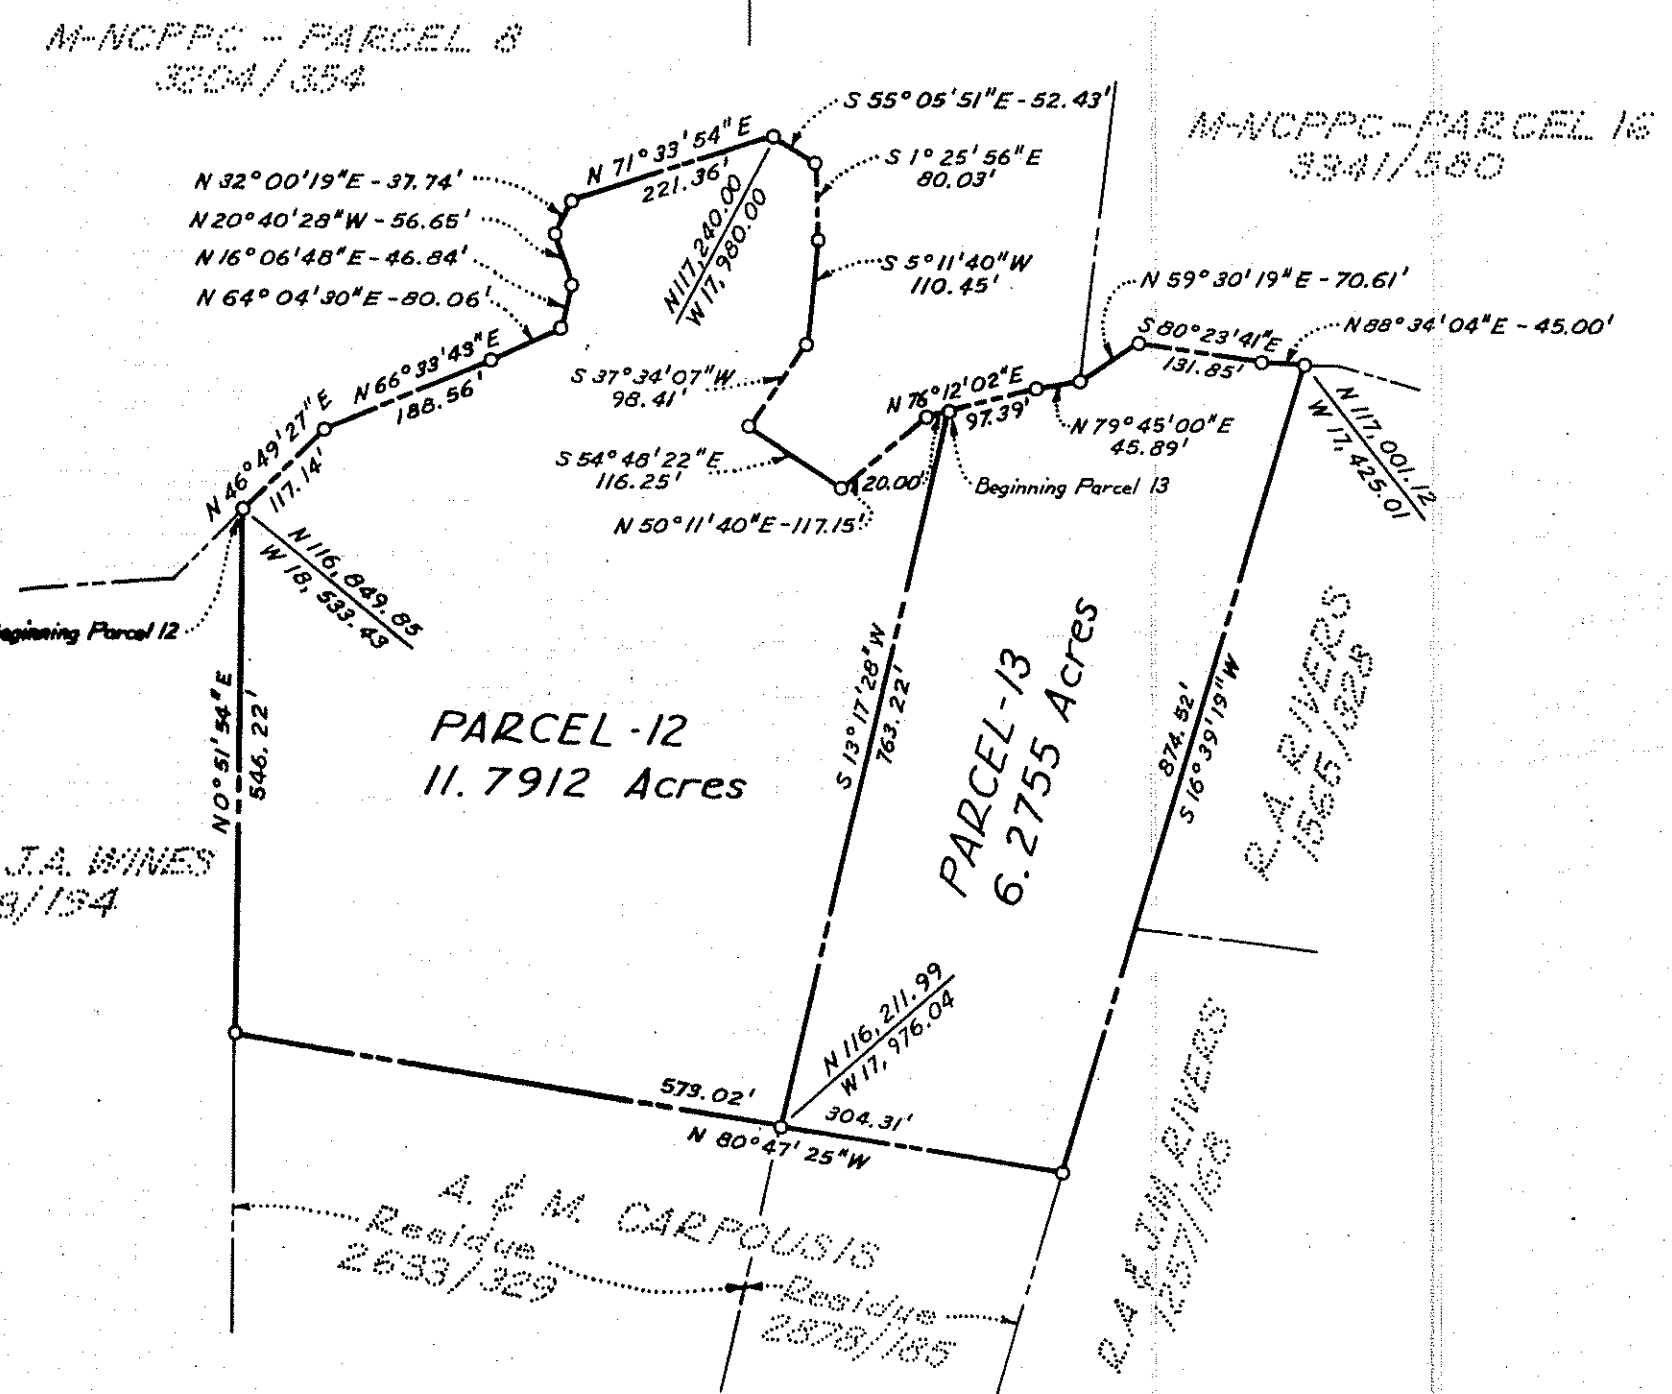 M-NCPPC - PARCEL 8
3204/354
M-NCPPC-PARCEL 16
3341/580
S 55° 05' 51"E - 52.43'
N 71° 33' 54" E
221.36'
S 1° 25' 56"E
80.03'
N 32° 00'19"E - 37.74'
N 20° 40' 28"W - 56.65'
N 16° 06'48"E - 46.84'
N 64° 04'30"E - 80.06'
N 117,240.00
W 17,980.00
S 5° 11'40"W
110.45'
N 59° 30'19"E - 70.61'
S 80° 23'41"E
131.85'
N 88° 34'04"E - 45.00'
N 66° 33'43"E
188.56'
S 37° 34'07"W
98.41'
N 76° 12'02"E
97.39'
N 79° 45'00"E
45.89'
N 117,001.12
W 17,425.01
N 46° 49' 27" E
117.14'
S 54° 48'22"E
116.25'
20.00'
Beginning Parcel 13
N 50° 11'40"E - 117.15'
N 116,849.85
W 18,533.43
Beginning Parcel 12
N 0° 51' 54" E
546.22'
PARCEL - 12
11.7912 Acres
S 13° 17'28"W
763.22'
PARCEL - 13
6.2755 Acres
874.52'
S 16° 39' 19" W
R.A. RIVERS
1565/825
J.A. WINES
9/194
N 116,211.99
W 17,976.04
573.02'
304.31'
N 80° 47' 25"W
A. & M. CARPOUSIS
Residue
2633/329
Residue
2878/185
R.A. & J.W. RIVERS
1257/168